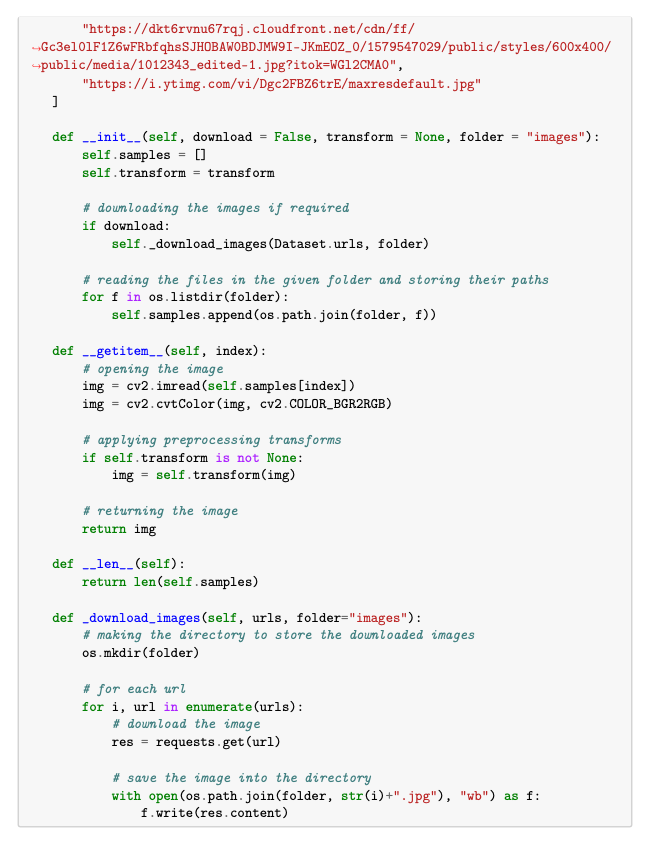 "https://dkt6rvnu67rqj.cloudfront.net/cdn/ff/
↪Gc3el0lF1Z6wFRbfqhsSJHOBAWOBDJMW9I-JKmEOZ_0/1579547029/public/styles/600x400/
↪public/media/1012343_edited-1.jpg?itok=WGl2CMA0",
"https://i.ytimg.com/vi/Dgc2FBZ6trE/maxresdefault.jpg"
]
def __init__(self, download = False, transform = None, folder = "images"):
self.samples = []
self.transform = transform
# downloading the images if required
if download:
self._download_images(Dataset.urls, folder)
# reading the files in the given folder and storing their paths
for f in os.listdir(folder):
self.samples.append(os.path.join(folder, f))
def __getitem__(self, index):
# opening the image
img = cv2.imread(self.samples[index])
img = cv2.cvtColor(img, cv2.COLOR_BGR2RGB)
# applying preprocessing transforms
if self.transform is not None:
img = self.transform(img)
# returning the image
return img
def __len__(self):
return len(self.samples)
def _download_images(self, urls, folder="images"):
# making the directory to store the downloaded images
os.mkdir(folder)
# for each url
for i, url in enumerate(urls):
# download the image
res = requests.get(url)
# save the image into the directory
with open(os.path.join(folder, str(i)+".jpg"), "wb") as f:
f.write(res.content)